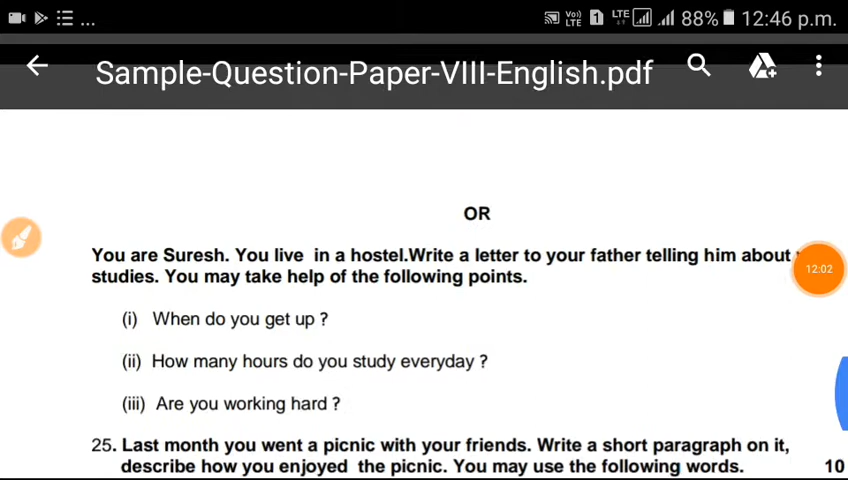 ... Vo) LTE 1 LTE 88% 12:46 p.m.
Sample-Question-Paper-VIII-English.pdf
OR
You are Suresh. You live in a hostel.Write a letter to your father telling him about
12:02
studies. You may take help of the following points.
(i) When do you get up ?
(ii) How many hours do you study everyday ?
(iii) Are you working hard ?
25. Last month you went a picnic with your friends. Write a short paragraph on it,
describe how you enjoyed the picnic. You may use the following words. 10